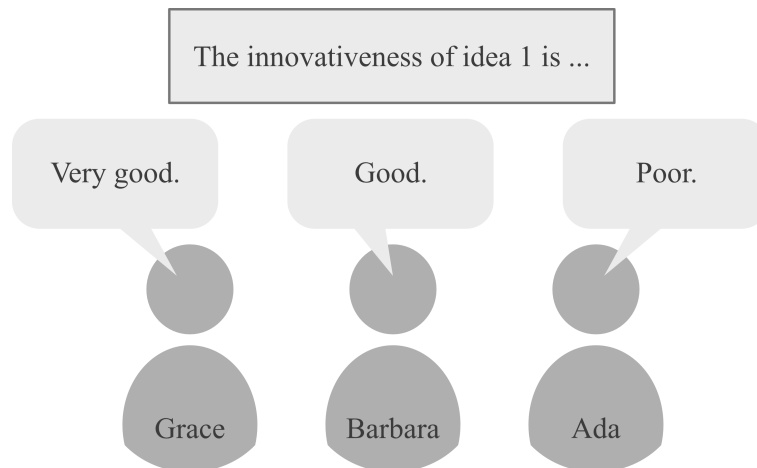 The innovativeness of idea 1 is ...
Very good.
Good.
Poor.
Grace
Barbara
Ada